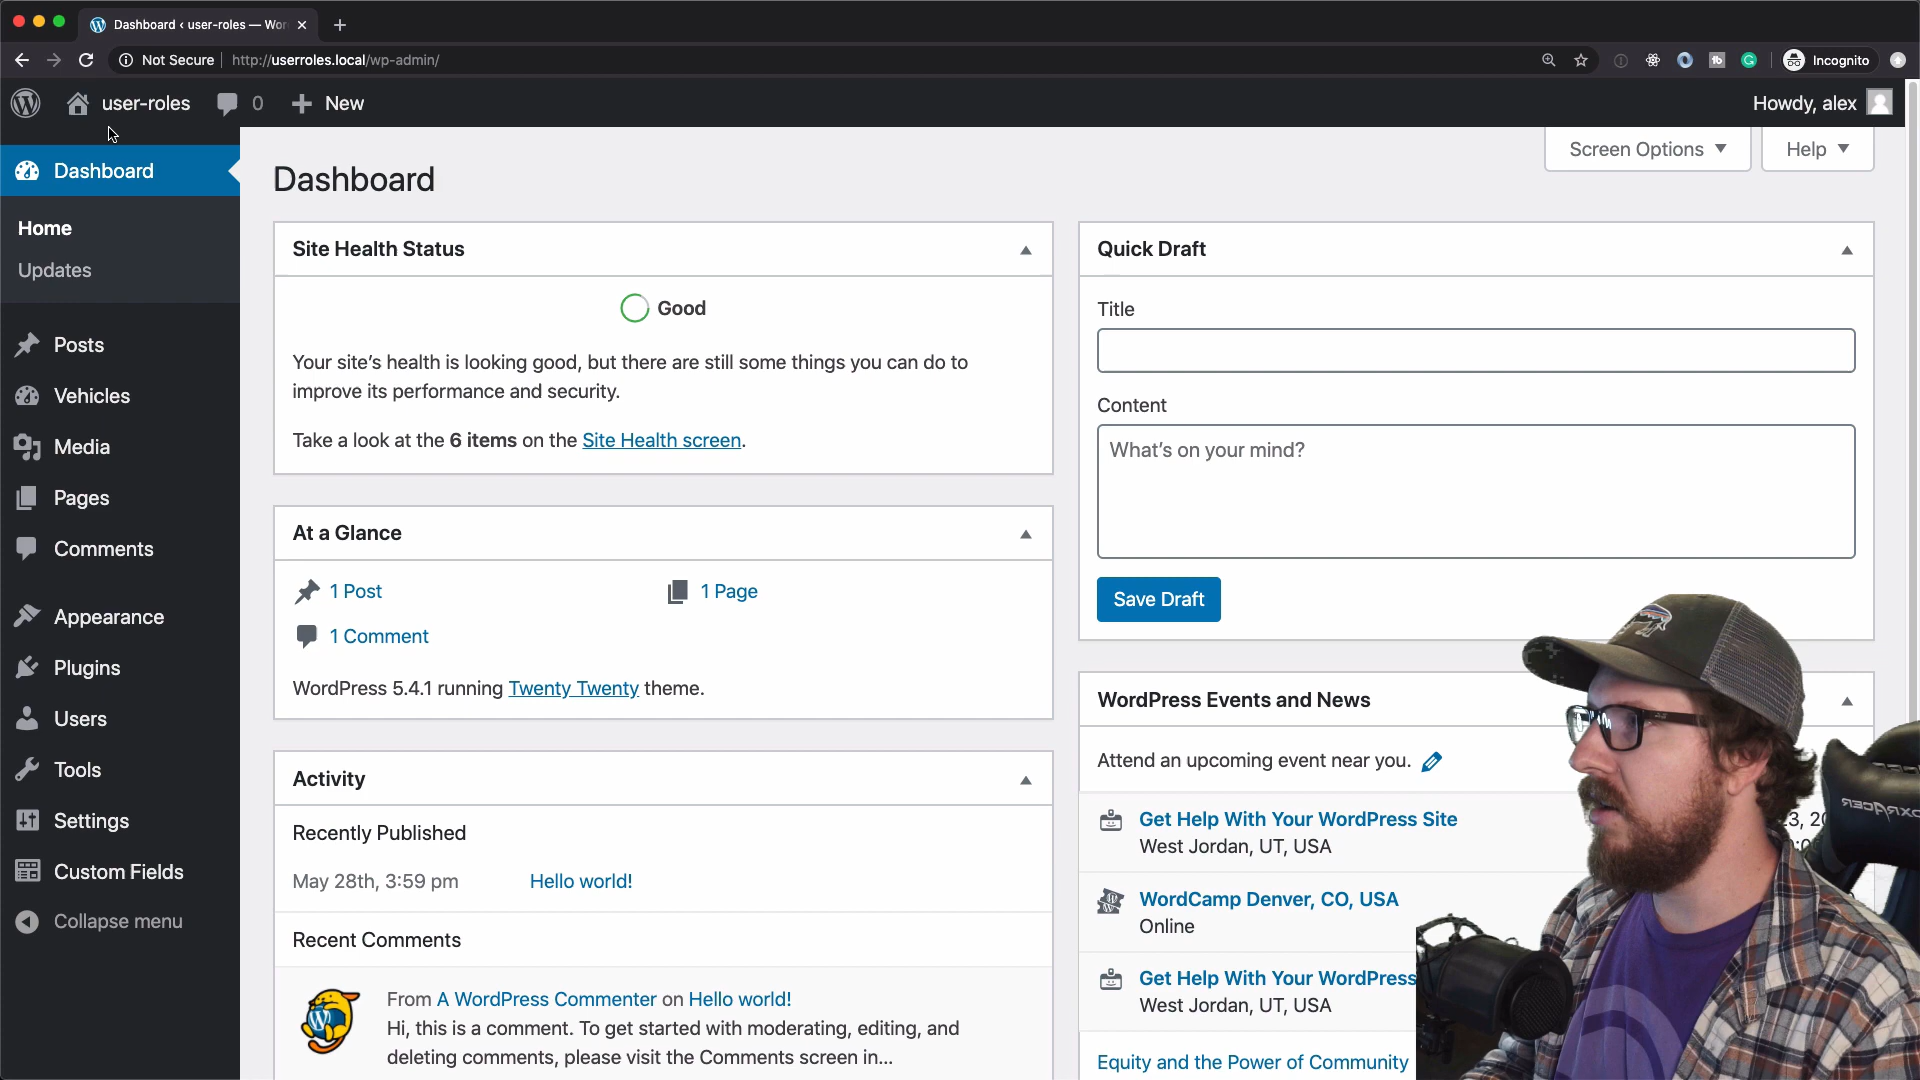 Dashboard ‹ user-roles — Wor
Not Secure
http://userroles.local/wp-admin/
Incognito
user-roles
0
New
Howdy, alex
Screen Options
Help
Dashboard
Home
Updates
Posts
Vehicles
Media
Pages
Comments
Appearance
Plugins
Users
Tools
Settings
Custom Fields
Collapse menu
Dashboard
Site Health Status
Good
Your site's health is looking good, but there are still some things you can do to
improve its performance and security.
Take a look at the 6 items on the Site Health screen.
At a Glance
1 Post
1 Page
1 Comment
WordPress 5.4.1 running Twenty Twenty theme.
Activity
Recently Published
May 28th, 3:59 pm
Hello world!
Recent Comments
From A WordPress Commenter on Hello world!
Hi, this is a comment. To get started with moderating, editing, and
deleting comments, please visit the Comments screen in...
Quick Draft
Title
Content
What's on your mind?
Save Draft
WordPress Events and News
Attend an upcoming event near you.
Get Help With Your WordPress Site
West Jordan, UT, USA
WordCamp Denver, CO, USA
Online
Get Help With Your WordPress
West Jordan, UT, USA
Equity and the Power of Community